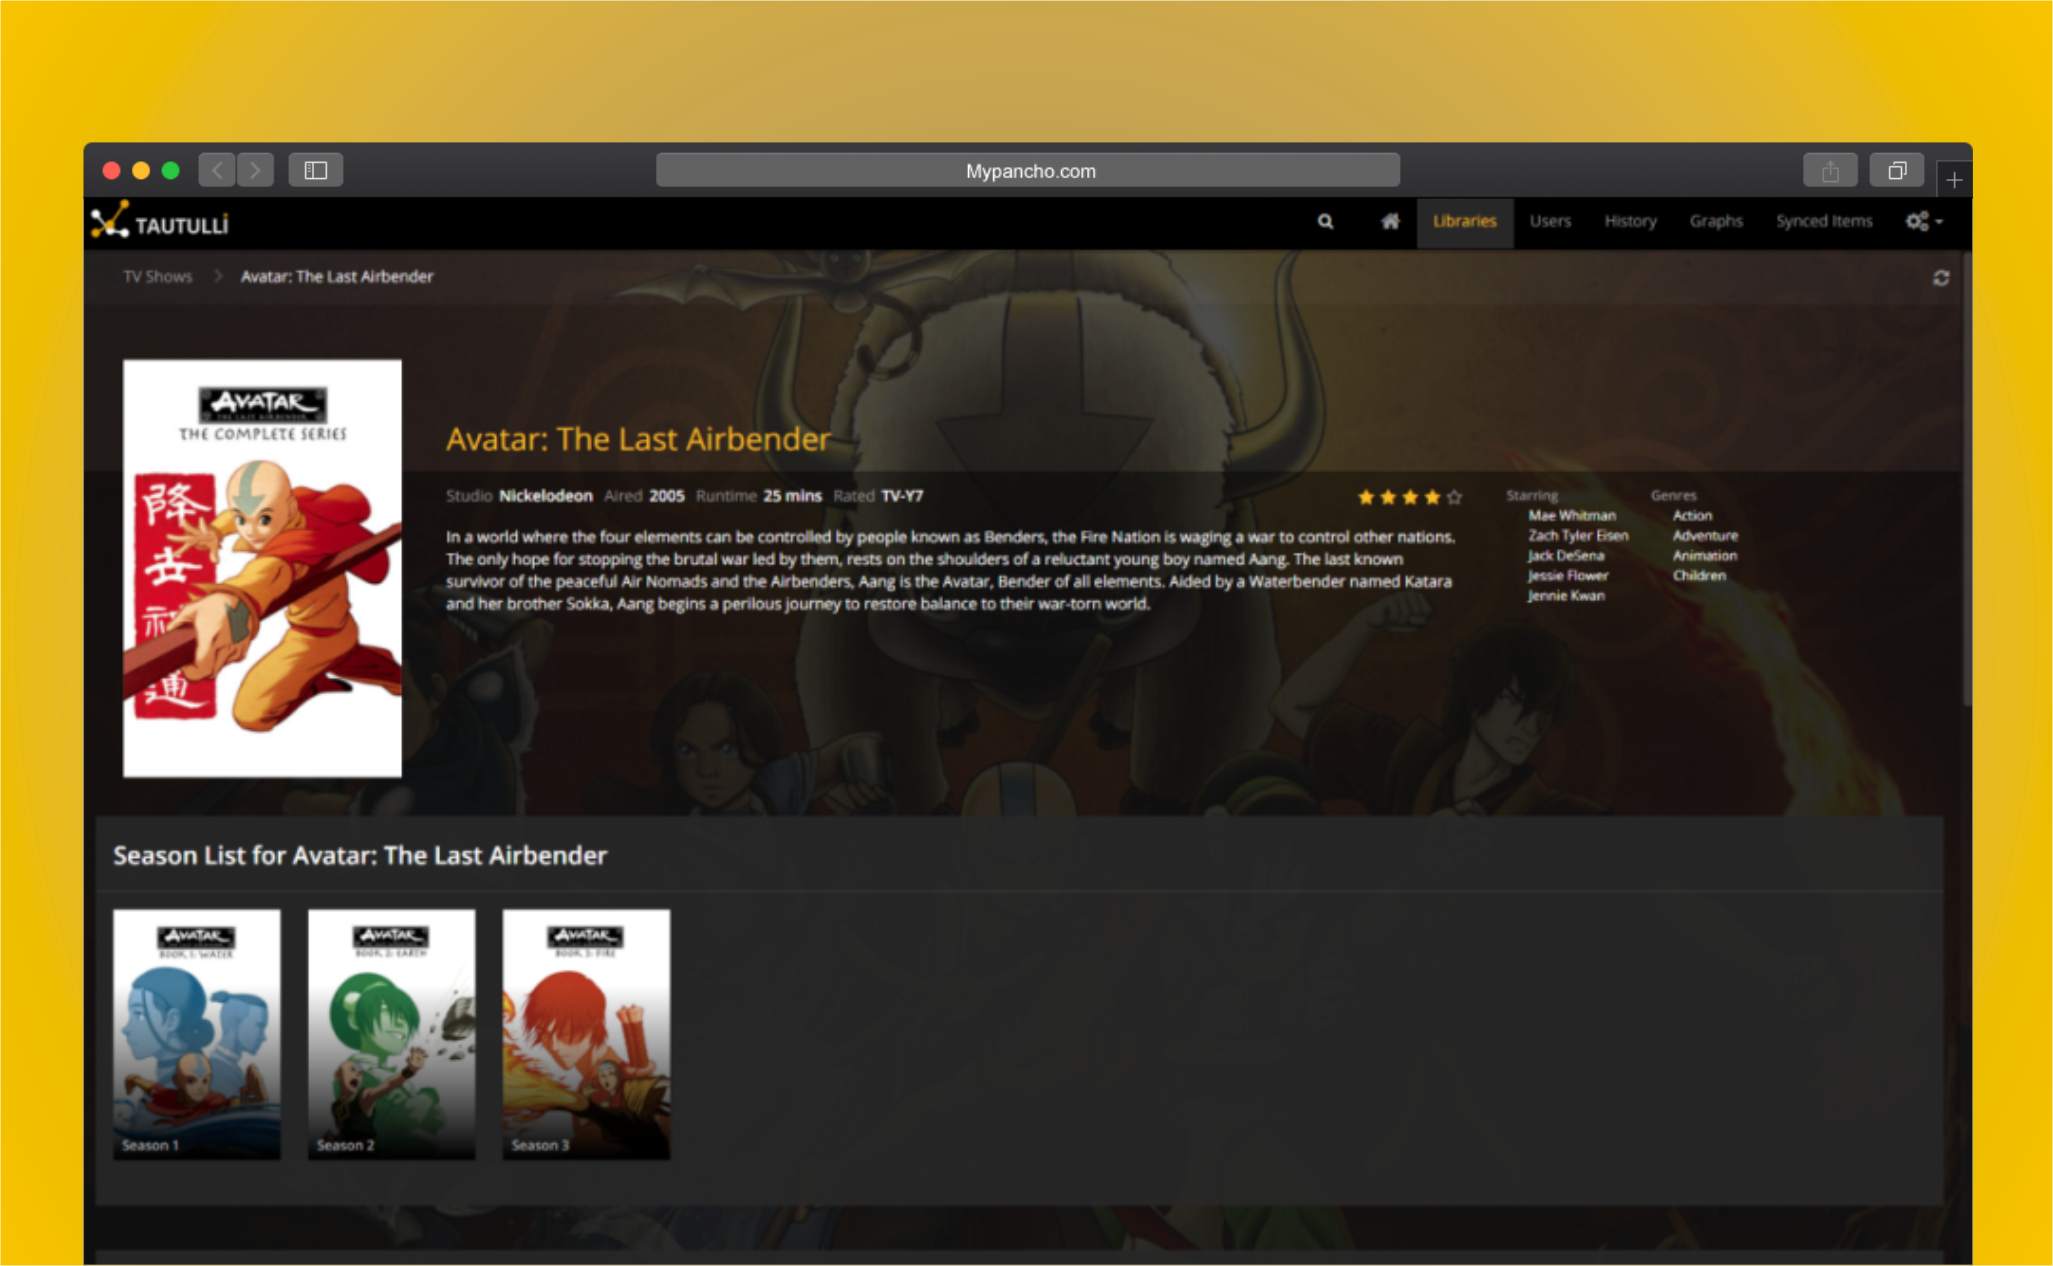 Mypancho.com
TAUTULLi
Libraries
Users
History
Graphs
Synced Items
TV Shows
Avatar: The Last Airbender
AVATAR
THE LAST AIRBENDER
THE COMPLETE SERIES
降
去
神
通
Avatar: The Last Airbender
Studio Nickelodeon Aired 2005 Runtime 25 mins Rated TV-Y7
In a world where the four elements can be controlled by people known as Benders, the Fire Nation is waging a war to control other nations.
The only hope for stopping the brutal war led by them, rests on the shoulders of a reluctant young boy named Aang. The last known
survivor of the peaceful Air Nomads and the Airbenders, Aang is the Avatar, Bender of all elements. Aided by a Waterbender named Katara
and her brother Sokka, Aang begins a perilous journey to restore balance to their war-torn world.
Starring
Mae Whitman
Zach Tyler Eisen
Jack DeSena
Jessie Flower
Jennie Kwan
Genres
Action
Adventure
Animation
Children
Season List for Avatar: The Last Airbender
AVATAR
BOOK 1: WATER
Season 1
AVATAR
BOOK 2: EARTH
Season 2
AVATAR
BOOK 3: FIRE
Season 3